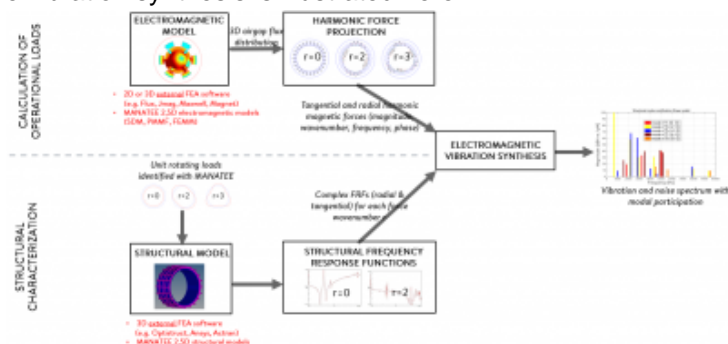 ELECTROMAGNETIC
MODEL
3D airgap flux
distribution
HARMONIC FORCE
PROJECTION
r=0
r=2
r=3
CALCULATION OF
OPERATIONAL LOADS
• 2D or 3D external FEA software
(e.g. Flux, Jmag, Maxwell, Magnet)
• MANATEE 2.5D electromagnetic models
(SDM, PMMF, FEMM)
Tangential and radial harmonic
magnetic forces (magnitude,
wavenumber, frequency, phase)
ELECTROMAGNETIC
VIBRATION SYNTHESIS
Vibration and noise spectrum with
modal participation
Unit rotating loads
identified with MANATEE
r=0
r=2
r=3
Complex FRFs (radial &
tangential) for each force
wavenumber
STRUCTURAL
CHARACTERIZATION
STRUCTURAL MODEL
STRUCTURAL FREQUENCY
RESPONSE FUNCTIONS
r=0
r=2
• 3D external FEA software
(e.g. Optistruct, Ansys, Actran)
• MANATEE 2.5D structural models